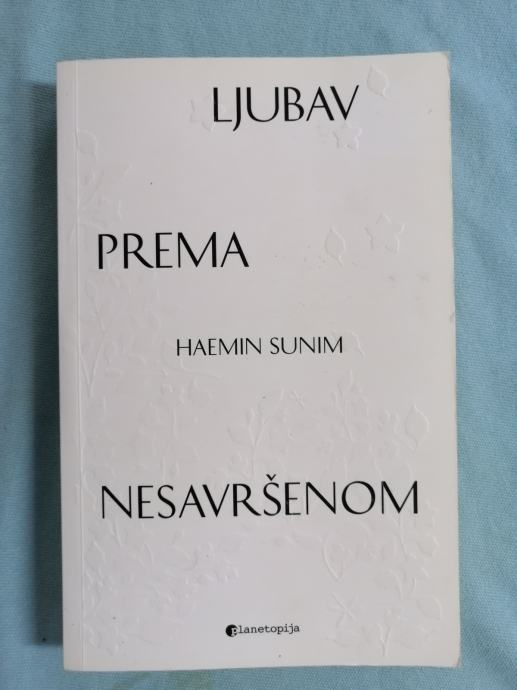 LJUBAV
PREMA
HAEMIN SUNIM
NESAVRŠENOM
planetopija